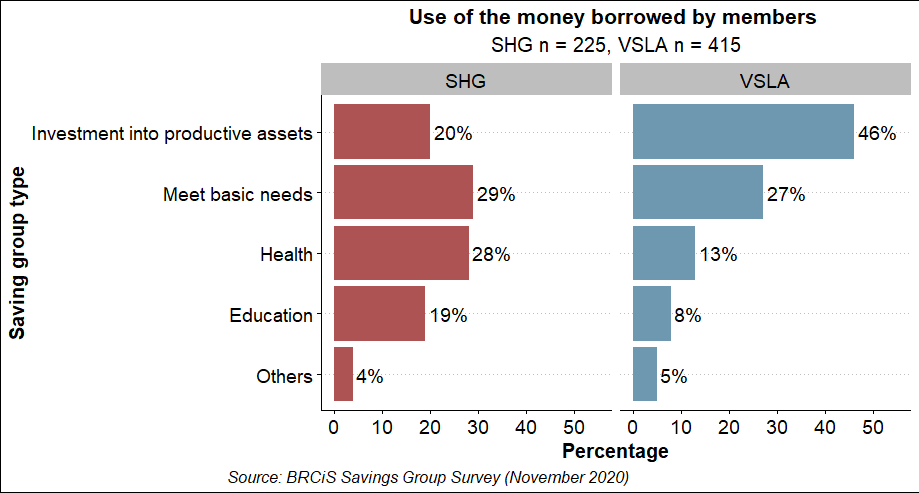 Use of the money borrowed by members
SHG n = 225, VSLA n = 415
SHG
VSLA
Saving group type
Investment into productive assets
20%
46%
Meet basic needs
29%
27%
Health
28%
13%
Education
19%
8%
Others
4%
5%
0 10 20 30 40 50
0 10 20 30 40 50
Percentage
Source: BRCiS Savings Group Survey (November 2020)